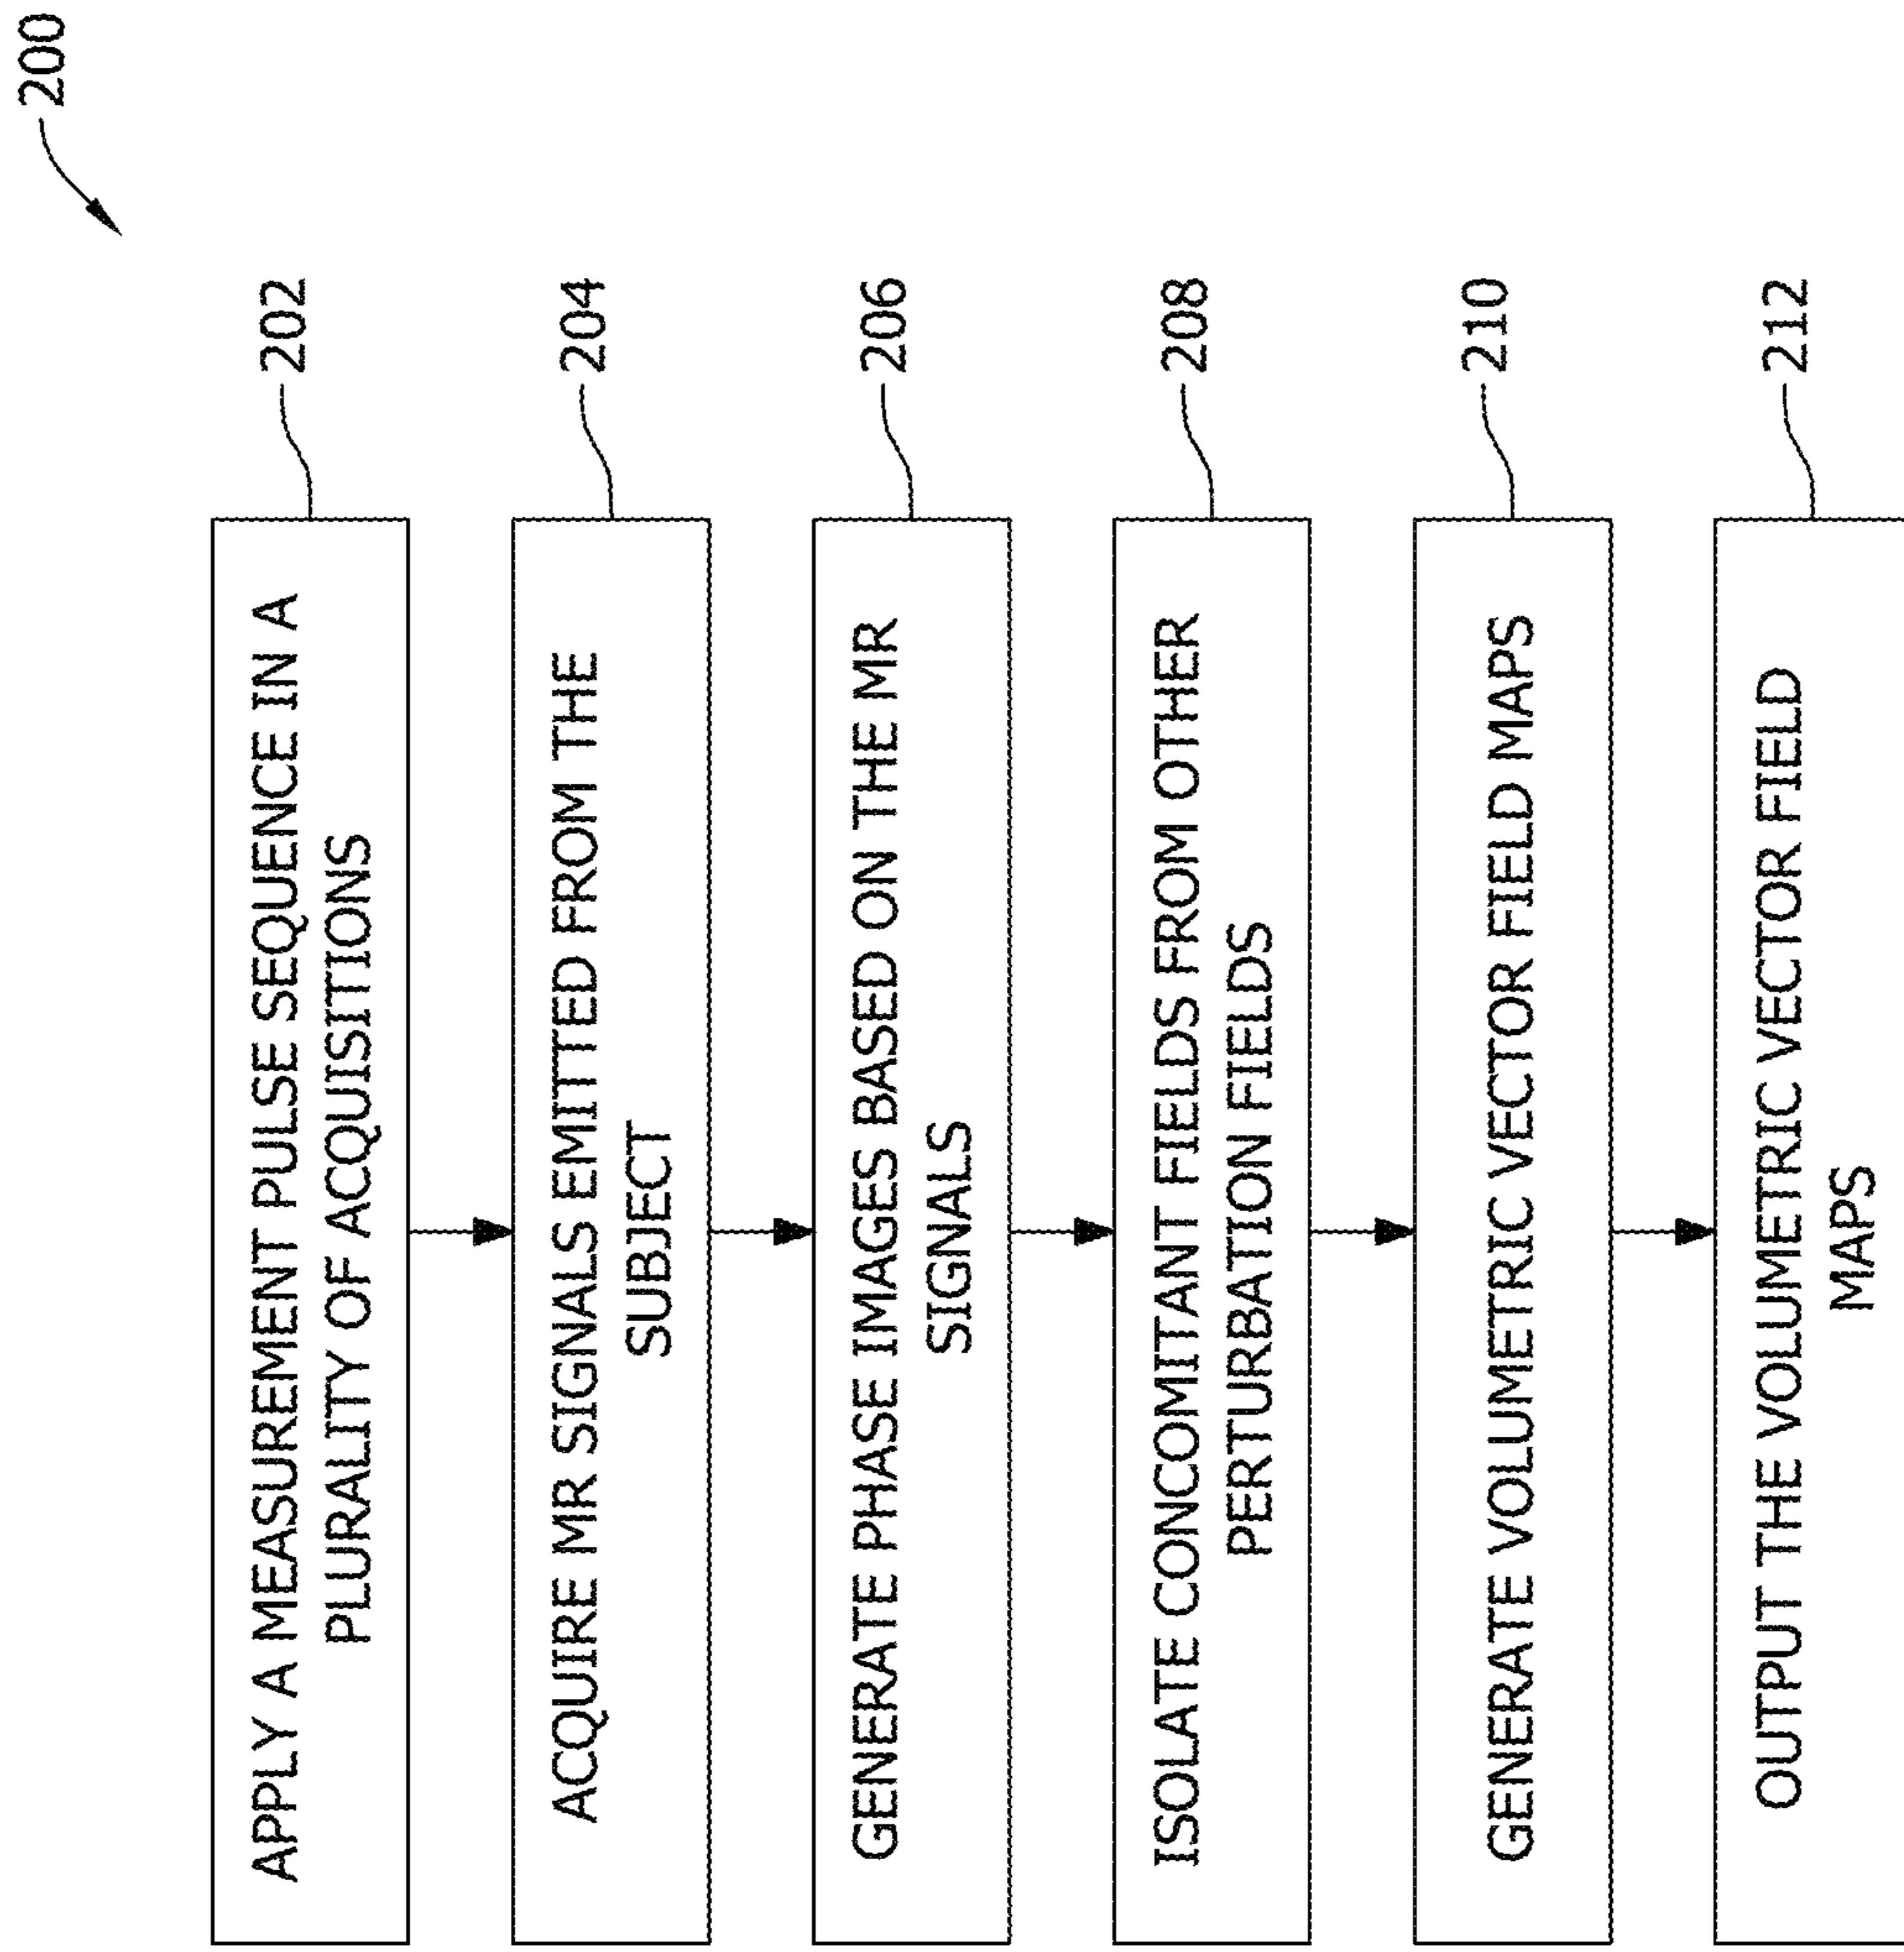 200
APPLY A MEASUREMENT PULSE SEQUENCE IN A
PLURALITY OF ACQUISITIONS
202
ACQUIRE MR SIGNALS EMITTED FROM THE
SUBJECT
204
GENERATE PHASE IMAGES BASED ON THE MR
SIGNALS
206
ISOLATE CONCOMITANT FIELDS FROM OTHER
PERTURBATION FIELDS
208
GENERATE VOLUMETRIC VECTOR FIELD MAPS
210
OUTPUT THE VOLUMETRIC VECTOR FIELD
MAPS
212